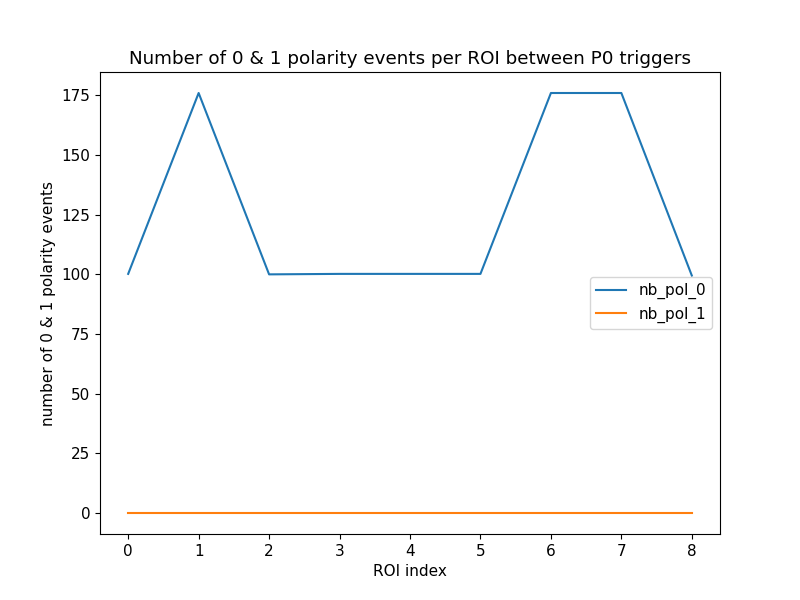 Number of 0 & 1 polarity events per ROI between P0 triggers
175
150
125
100
75
50
25
0
number of 0 & 1 polarity events
nb_pol_0
nb_pol_1
0 1 2 3 4 5 6 7 8
ROI index